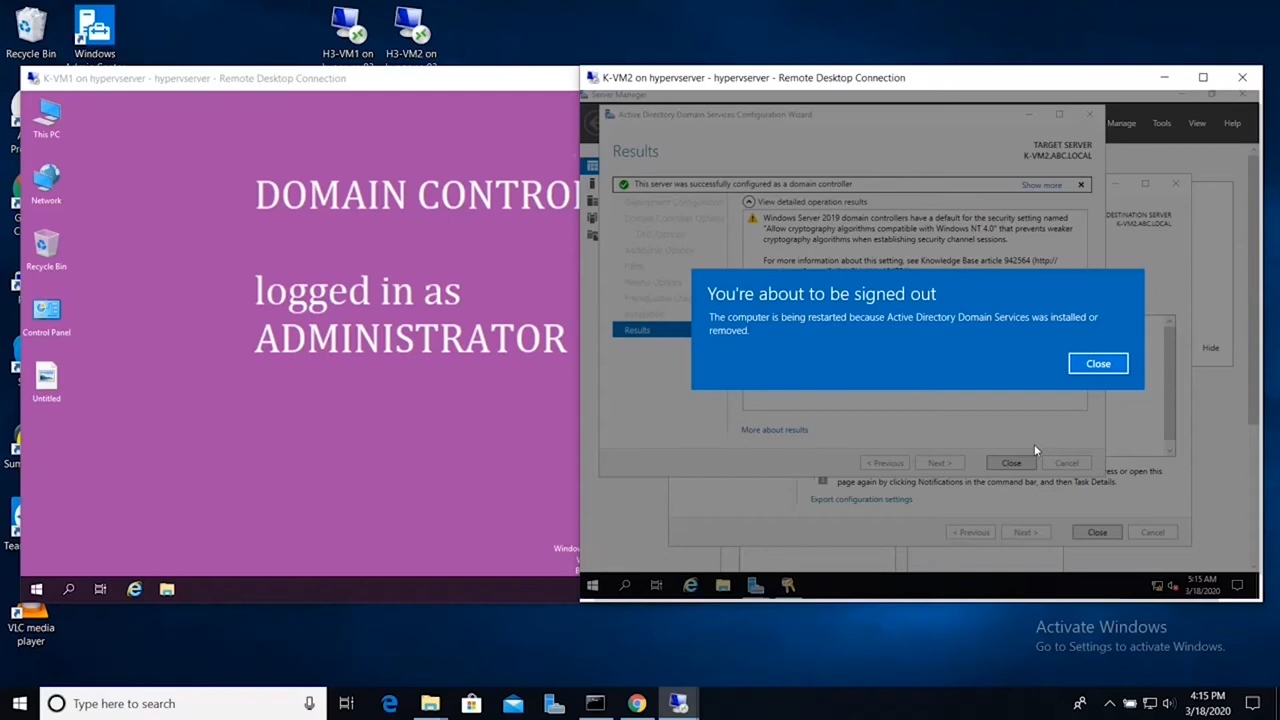 Recycle Bin
Windows
H3-VM1 on
H3-VM2 on
K-VM1 on hypervserver - hypervserver - Remote Desktop Connection
This PC
Network
Recycle Bin
Control Panel
Untitled
DOMAIN CONTRO
logged in as
ADMINISTRATOR
K-VM2 on hypervserver - hypervserver - Remote Desktop Connection
Server Manager
Manage
Tools
View
Help
Active Directory Domain Services Configuration Wizard
Results
TARGET SERVER
K-VM2.ABC.LOCAL
This server was successfully configured as a domain controller
Show more
View detailed operation results
Windows Server 2019 domain controllers have a default for the security setting named
"Allow cryptography algorithms compatible with Windows NT 4.0" that prevents weaker
cryptography algorithms when establishing security channel sessions.
For more information about this setting, see Knowledge Base article 942564 (http://
DESTINATION SERVER
K-VM2.ABC.LOCAL
Results
You're about to be signed out
The computer is being restarted because Active Directory Domain Services was installed or
removed.
Close
Hide
More about results
< Previous
Next >
Close
Cancel
page again by clicking Notifications in the command bar, and then Task Details.
Export configuration settings
< Previous
Next >
Close
Cancel
5:15 AM
3/18/2020
VLC media
player
Activate Windows
Go to Settings to activate Windows.
Type here to search
4:15 PM
3/18/2020